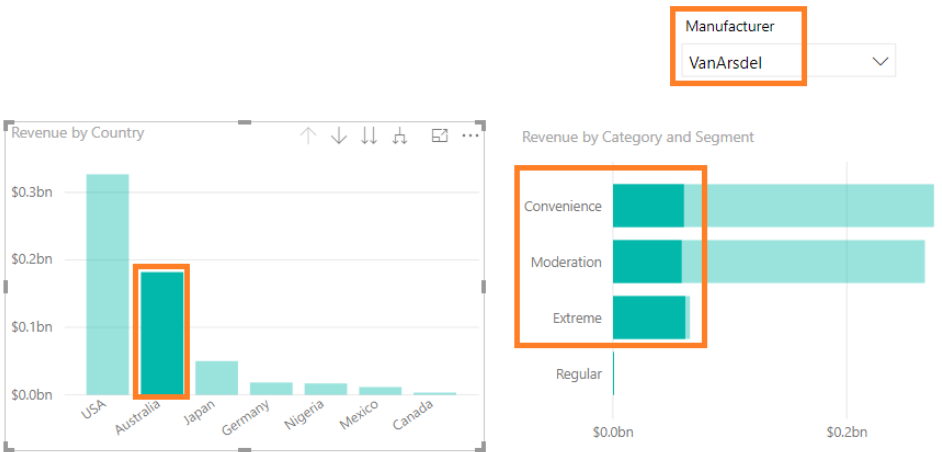 Manufacturer
VanArsdel
Revenue by Country
$0.3bn
$0.2bn
$0.1bn
$0.0bn
USA
Australia
Japan
Germany
Nigeria
Mexico
Canada
Revenue by Category and Segment
Convenience
Moderation
Extreme
Regular
$0.0bn
$0.2bn